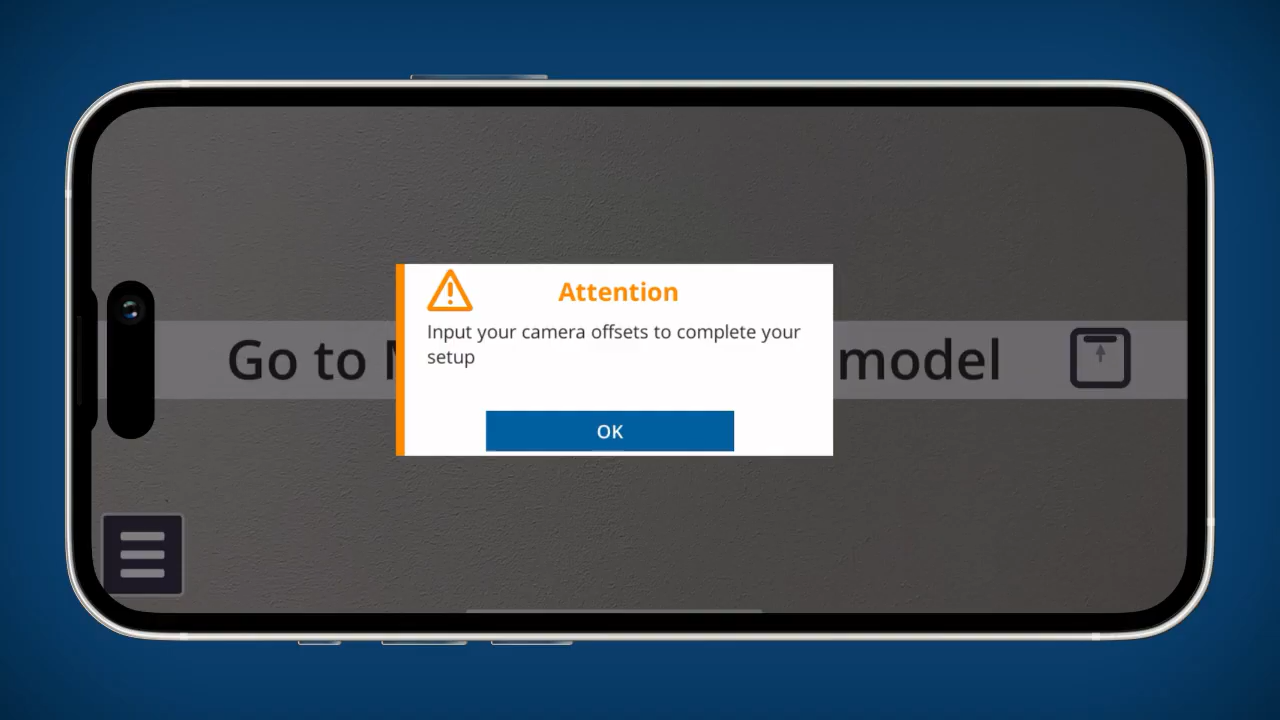 Attention
Input your camera offsets to complete your
setup
Go to model
OK